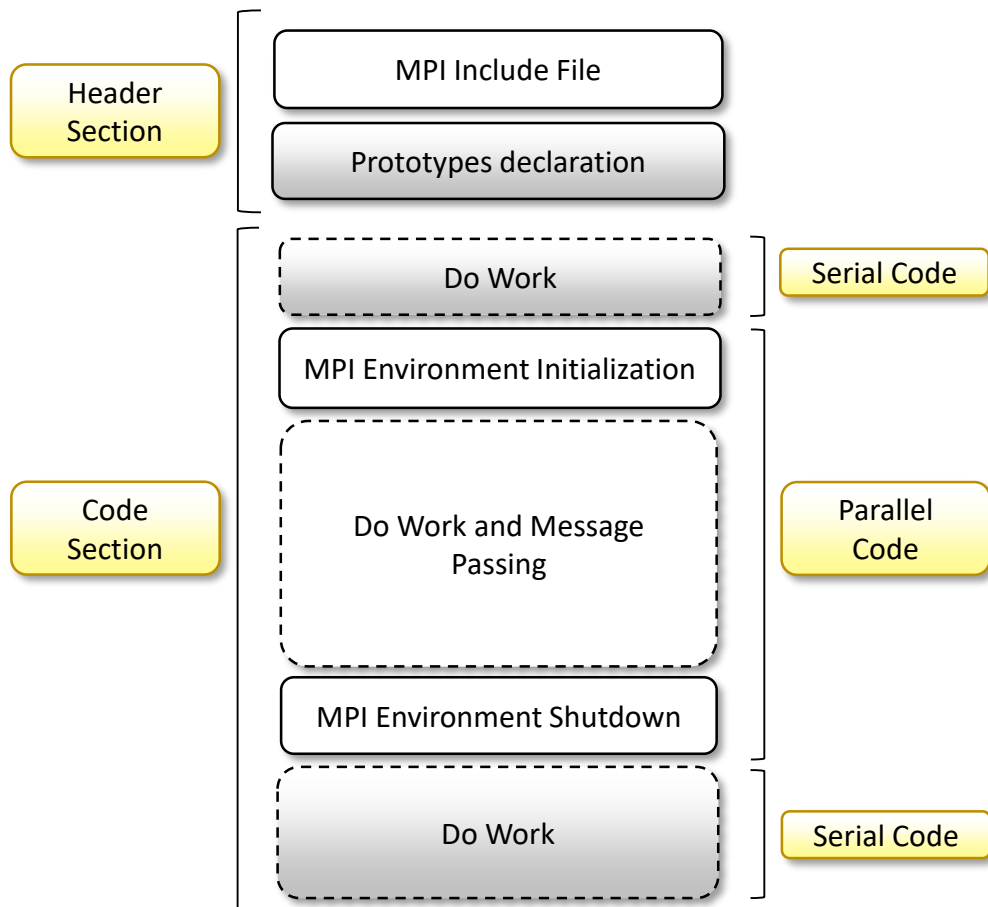 MPI Include File
Header
Section
Prototypes declaration
Do Work
Serial Code
MPI Environment Initialization
Code
Section
Do Work and Message
Passing
Parallel
Code
MPI Environment Shutdown
Do Work
Serial Code